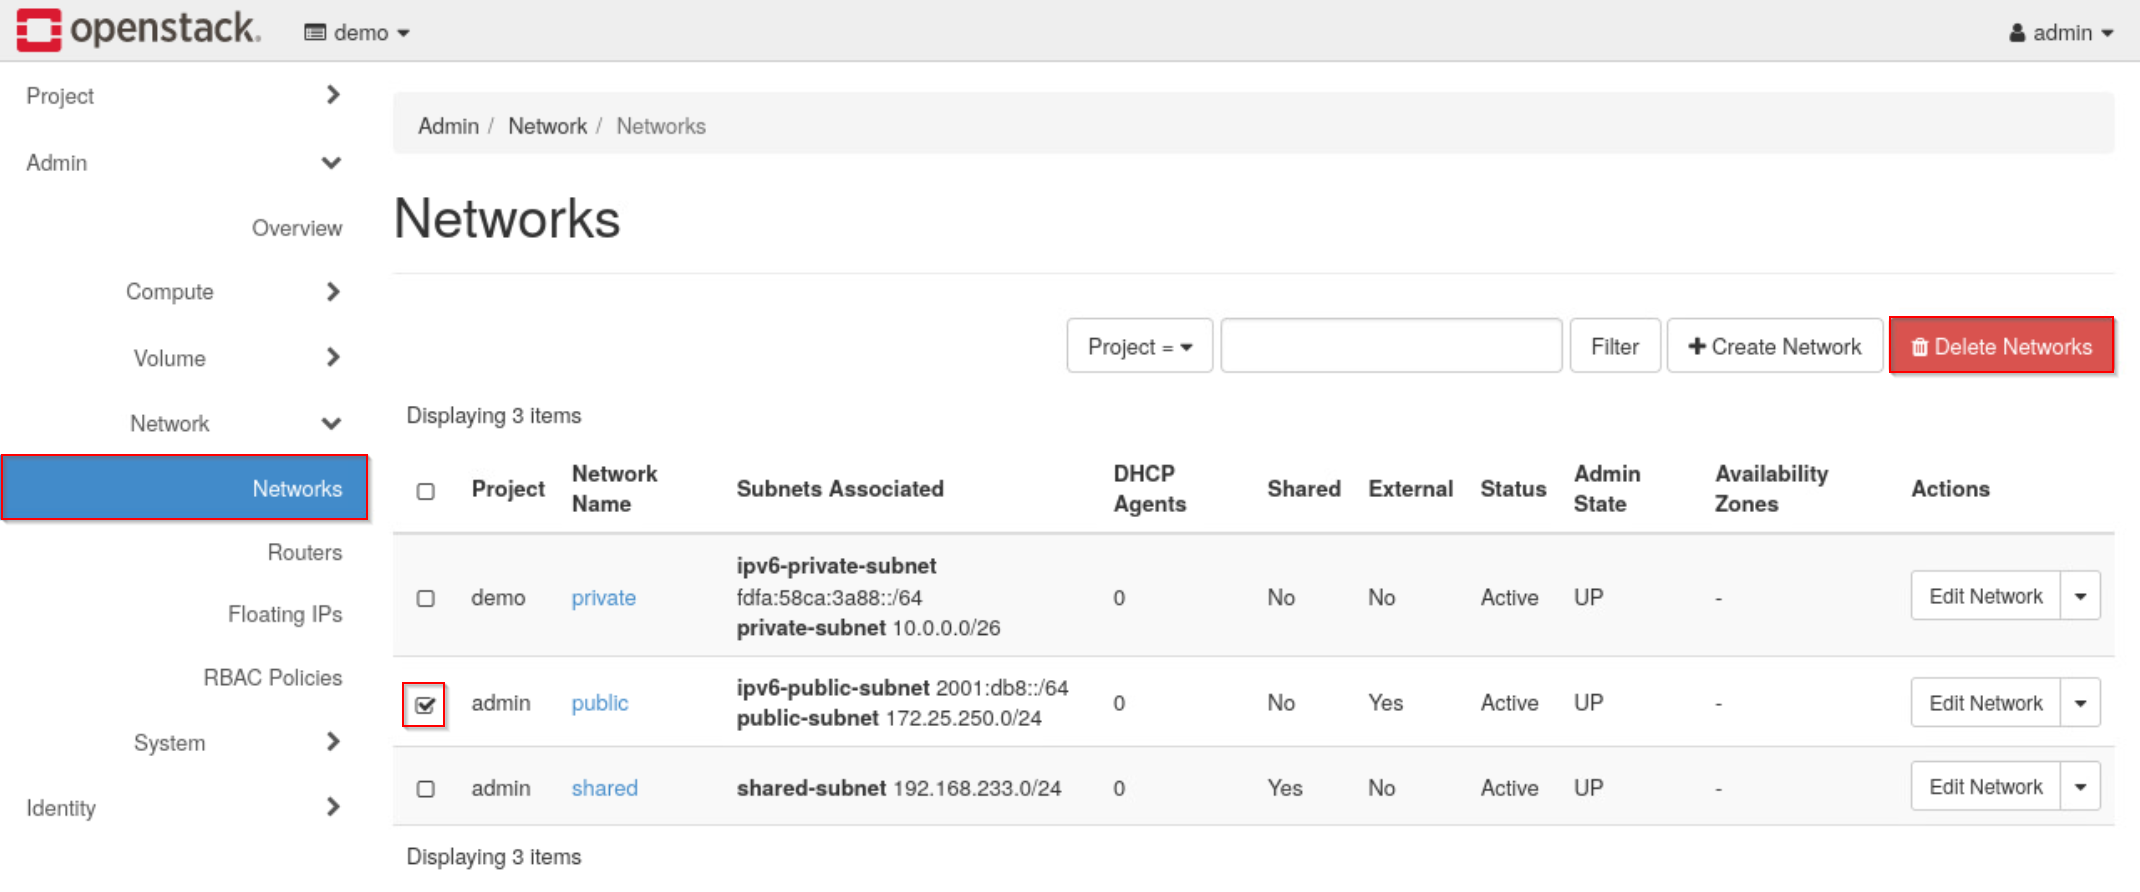 openstack.
demo
admin
Project
Admin
Overview
Compute
Volume
Network
Networks
Routers
Floating IPs
RBAC Policies
System
Identity
Admin / Network / Networks
Networks
Project =
Filter
Create Network
Delete Networks
Displaying 3 items
Project Network Name Subnets Associated DHCP Agents Shared External Status Admin State Availability Zones Actions
ipv6-private-subnet
fdfa:58ca:3a88::/64
demo private 0 No No Active UP - Edit Network
private-subnet 10.0.0.0/26
ipv6-public-subnet 2001:db8::/64
admin public 0 No Yes Active UP - Edit Network
public-subnet 172.25.250.0/24
admin shared shared-subnet 192.168.233.0/24 0 Yes No Active UP - Edit Network
Displaying 3 items